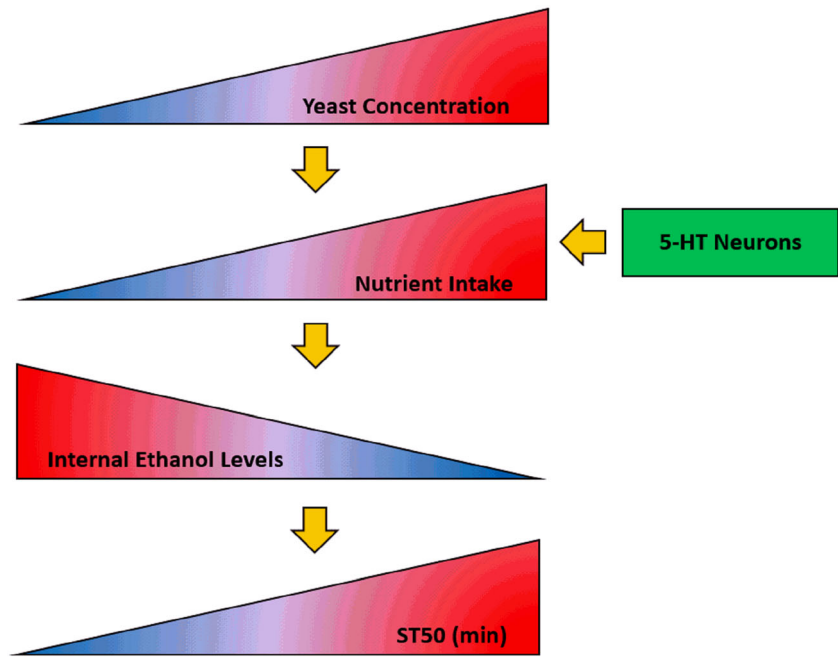 Yeast Concentration
5-HT Neurons
Nutrient Intake
Internal Ethanol Levels
ST50 (min)